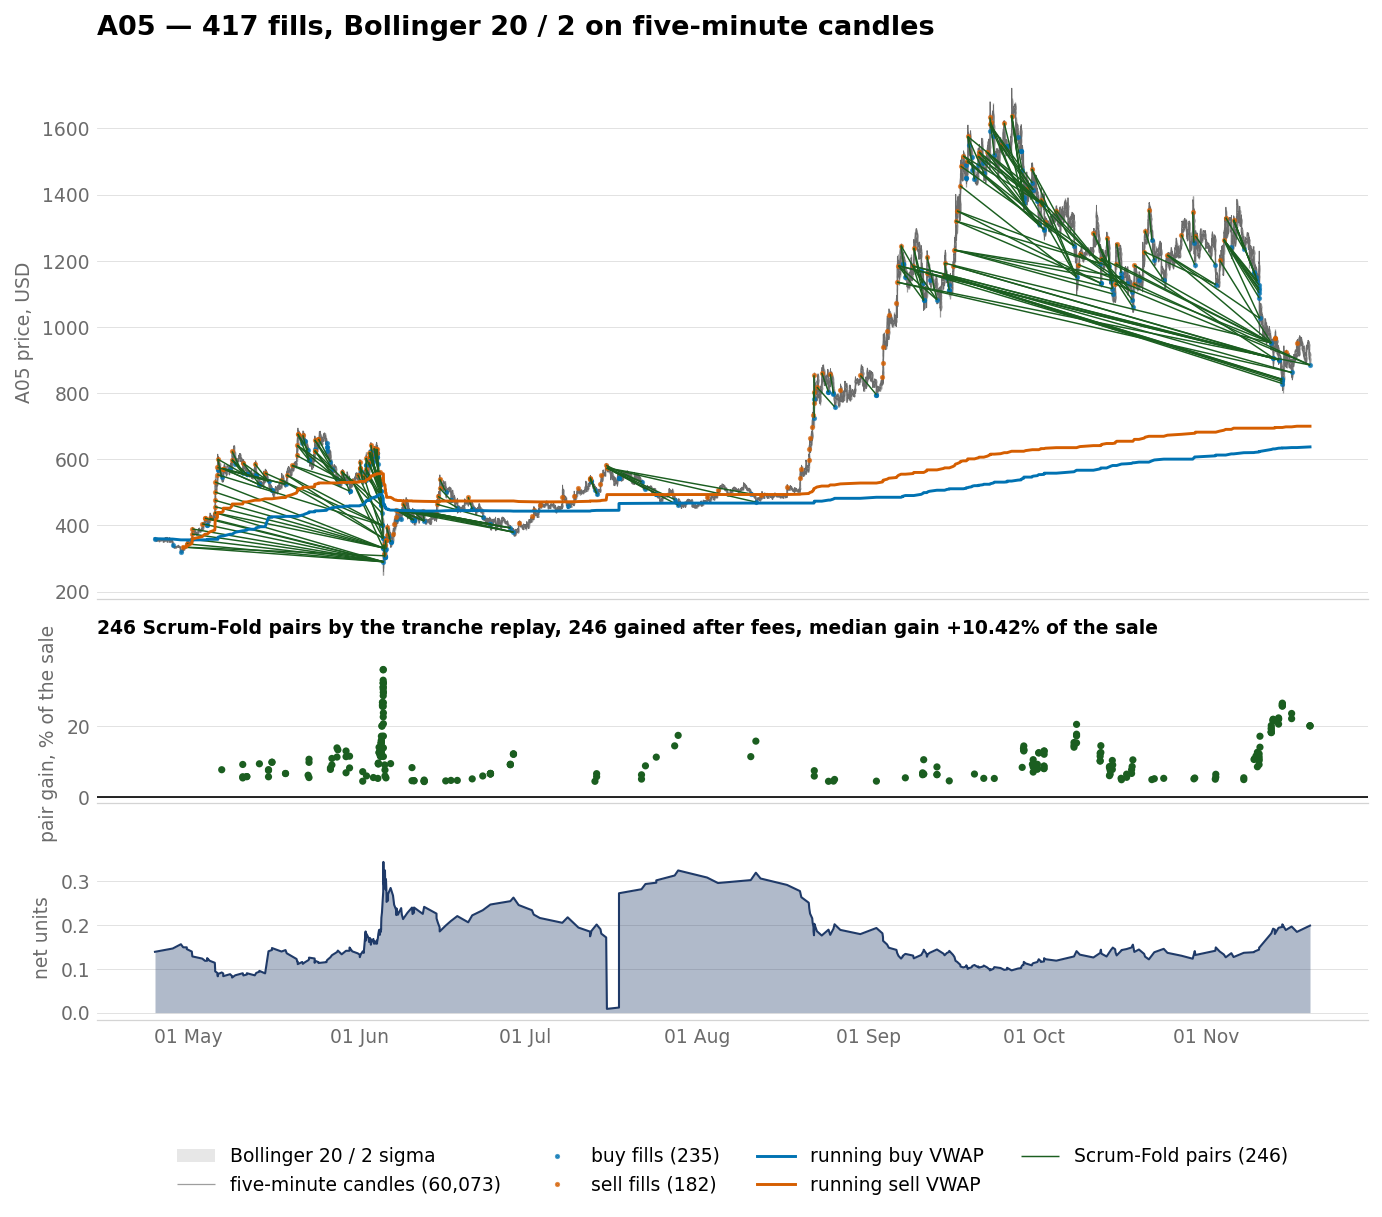 A05 — 417 fills, Bollinger 20 / 2 on five-minute candles
A05 price, USD
1600
1400
1200
1000
800
600
400
200
246 Scrum-Fold pairs by the tranche replay, 246 gained after fees, median gain +10.42% of the sale
pair gain, % of the sale
20
0
net units
0.3
0.2
0.1
0.0
01 May
01 Jun
01 Jul
01 Aug
01 Sep
01 Oct
01 Nov
Bollinger 20 / 2 sigma
five-minute candles (60,073)
buy fills (235)
sell fills (182)
running buy VWAP
running sell VWAP
Scrum-Fold pairs (246)